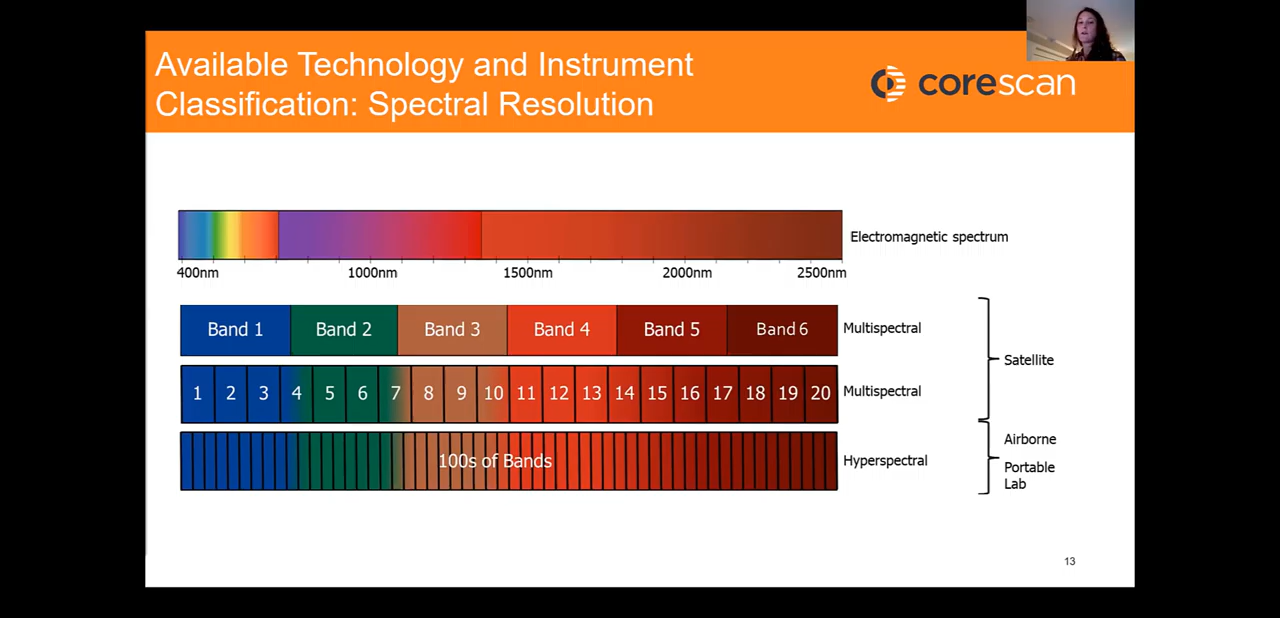 Available Technology and Instrument
Classification: Spectral Resolution
corescan
Electromagnetic spectrum
400nm 1000nm 1500nm 2000nm 2500nm
Band 1 Band 2 Band 3 Band 4 Band 5 Band 6 Multispectral
Satellite
1 2 3 4 5 6 7 8 9 10 11 12 13 14 15 16 17 18 19 20 Multispectral
Airborne
100s of Bands Hyperspectral
Portable
Lab
13